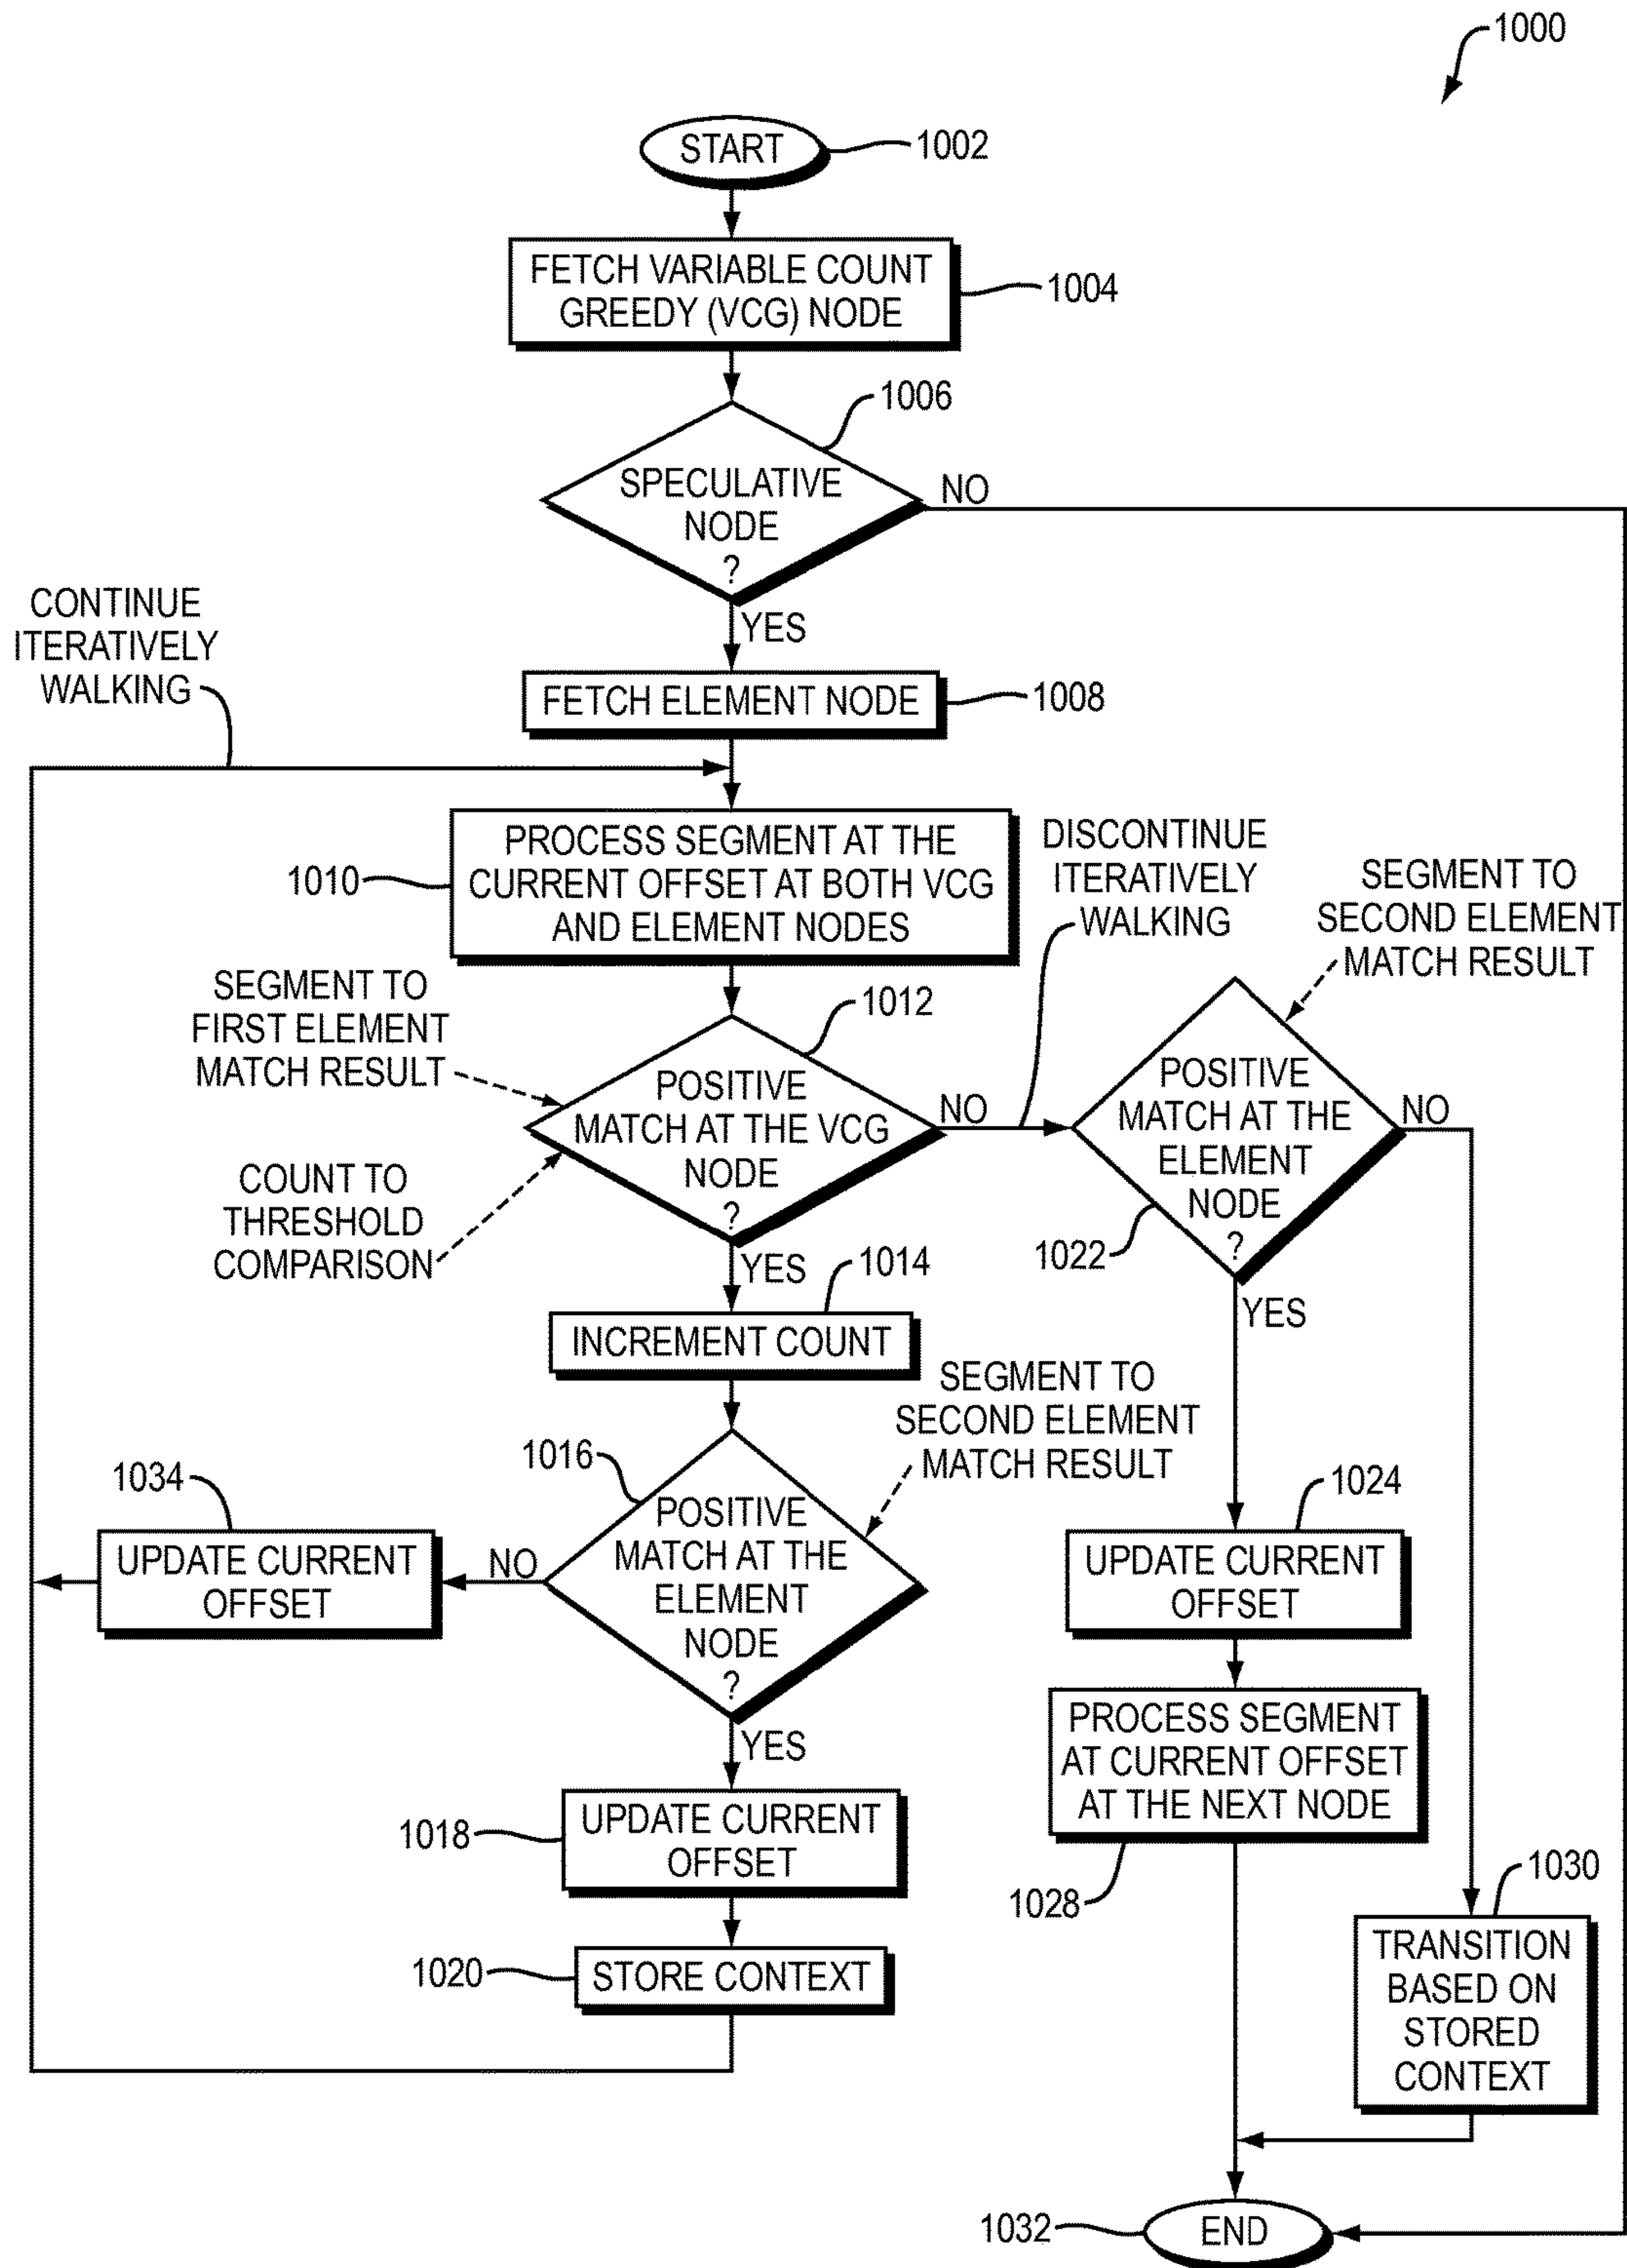 1000
START
1002
FETCH VARIABLE COUNT
GREEDY (VCG) NODE
1004
1006
SPECULATIVE
NODE
?
NO
YES
CONTINUE
ITERATIVELY
WALKING
FETCH ELEMENT NODE
1008
PROCESS SEGMENT AT THE
CURRENT OFFSET AT BOTH VCG
AND ELEMENT NODES
1010
DISCONTINUE
ITERATIVELY
WALKING
SEGMENT TO
SECOND ELEMENT
MATCH RESULT
SEGMENT TO
FIRST ELEMENT
MATCH RESULT
1012
POSITIVE
MATCH AT THE VCG
NODE
?
NO
YES
COUNT TO
THRESHOLD
COMPARISON
POSITIVE
MATCH AT THE
ELEMENT
NODE
?
NO
1022
YES
1014
INCREMENT COUNT
SEGMENT TO
SECOND ELEMENT
MATCH RESULT
1016
POSITIVE
MATCH AT THE
ELEMENT
NODE
?
NO
YES
1034
UPDATE CURRENT
OFFSET
1024
UPDATE CURRENT
OFFSET
PROCESS SEGMENT
AT CURRENT OFFSET
AT THE NEXT NODE
1028
1018
UPDATE CURRENT
OFFSET
1020
STORE CONTEXT
1030
TRANSITION
BASED ON
STORED
CONTEXT
1032
END